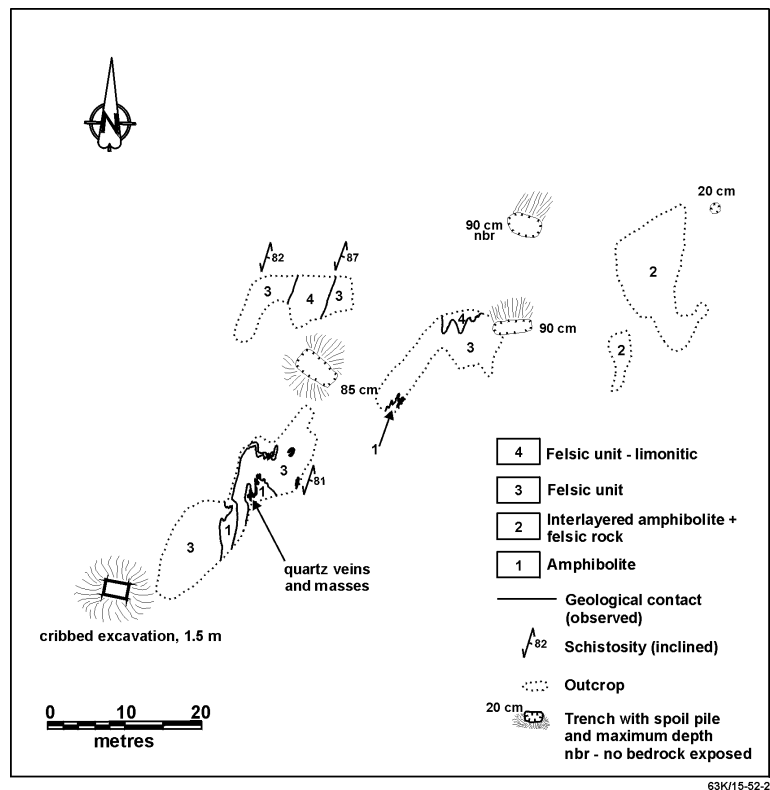 N
20 cm
90 cm
nbr
82
87
2
3
4
3
4
90 cm
3
2
85 cm
1
3
81
1
4 Felsic unit - limonitic
3 Felsic unit
2 Interlayered amphibolite +
felsic rock
1 Amphibolite
3
1
quartz veins
and masses
Geological contact
(observed)
cribbed excavation, 1.5 m
82 Schistosity (inclined)
Outcrop
0 10 20
metres
20 cm
Trench with spoil pile
and maximum depth
nbr - no bedrock exposed
63K/15-52-2